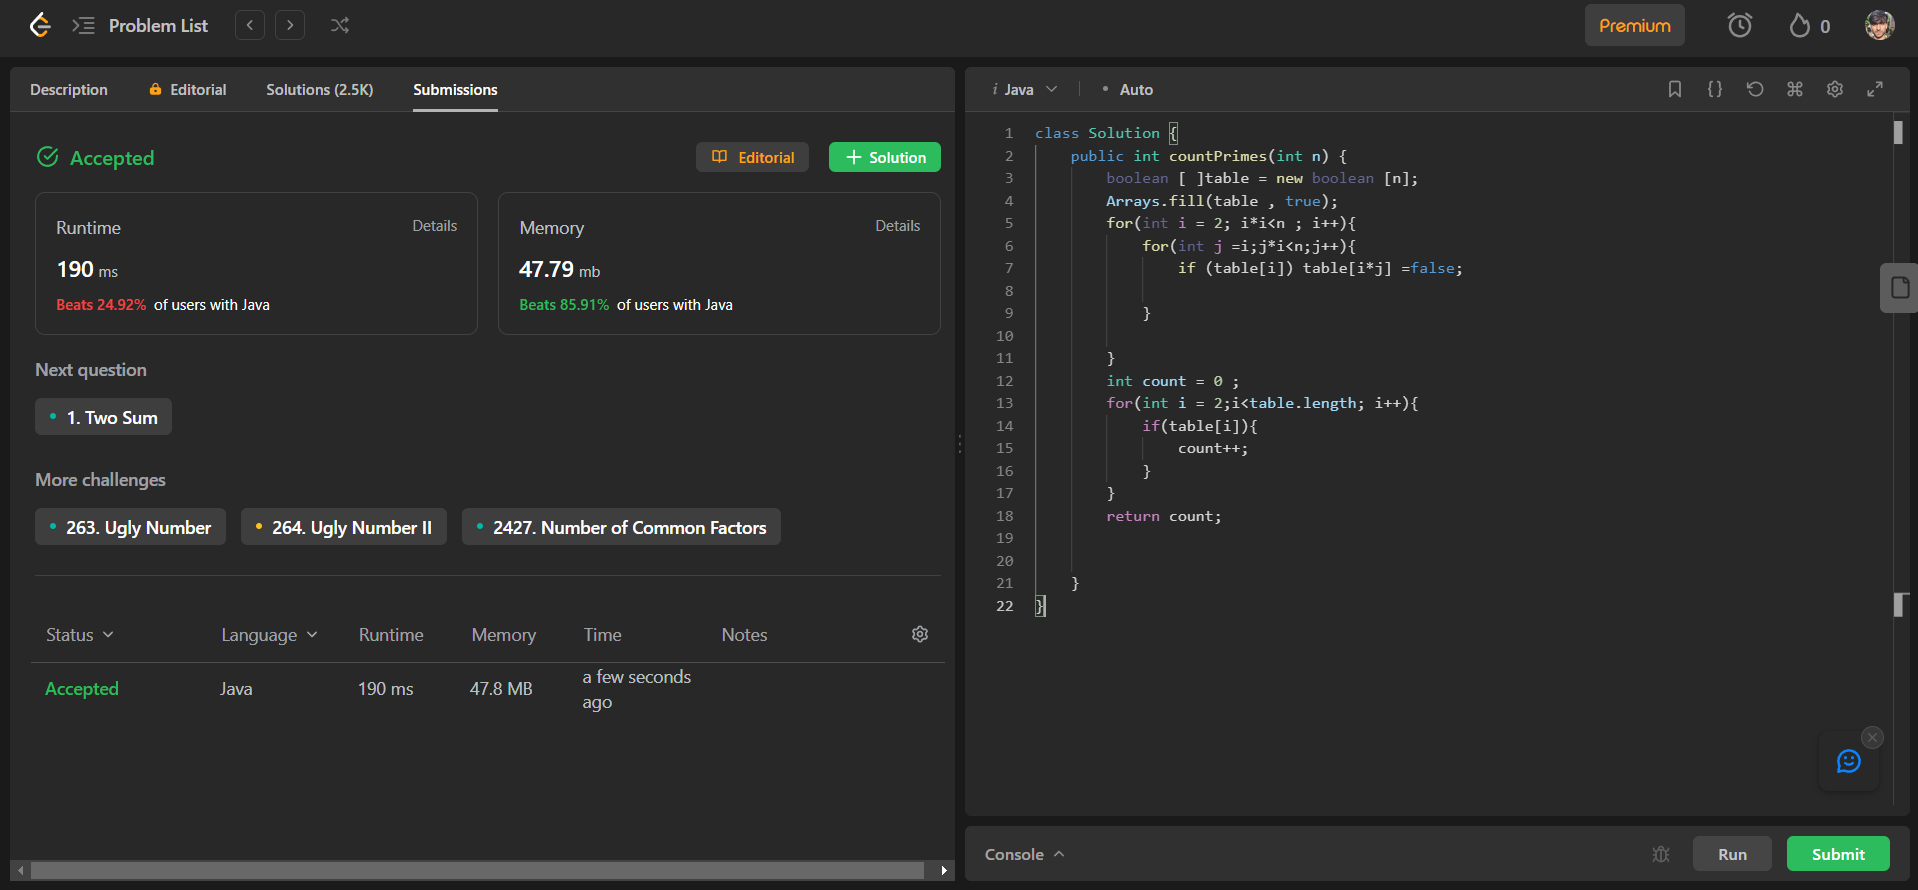 Problem List
Premium
0
Description
Editorial
Solutions (2.5K)
Submissions
Accepted
Editorial
+ Solution
Runtime
Details
190 ms
Beats 24.92% of users with Java
Memory
Details
47.79 mb
Beats 85.91% of users with Java
Next question
1. Two Sum
More challenges
263. Ugly Number
264. Ugly Number II
2427. Number of Common Factors
Status
Language
Runtime
Memory
Time
Notes
Accepted
Java
190 ms
47.8 MB
a few seconds
ago
i Java
Auto
1 class Solution {
2 public int countPrimes(int n) {
3 boolean [ ]table = new boolean [n];
4 Arrays.fill(table , true);
5 for(int i = 2; i*i<n ; i++){
6 for(int j =i;j*i<n;j++){
7 if (table[i]) table[i*j] =false;
8
9 }
10
11 }
12 int count = 0 ;
13 for(int i = 2;i<table.length; i++){
14 if(table[i]){
15 count++;
16 }
17 }
18 return count;
19
20
21 }
22 }
Console
Run
Submit